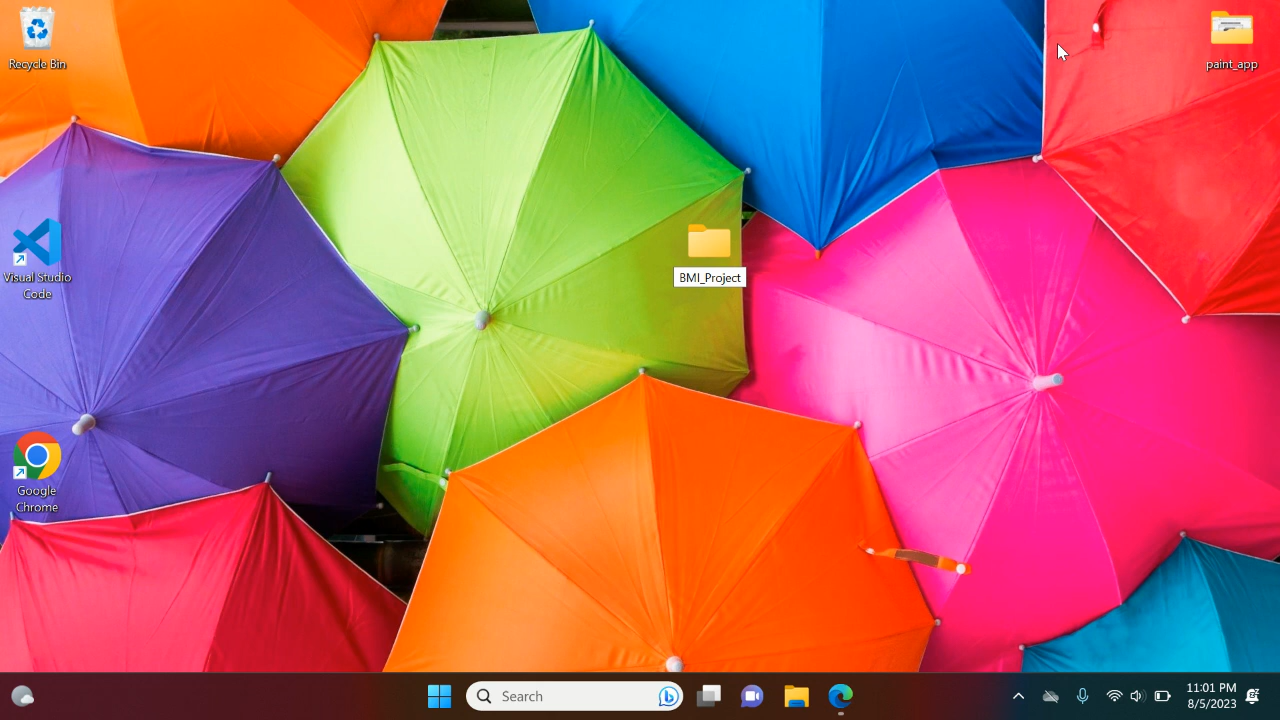 Recycle Bin
paint_app
Visual Studio
Code
BMI_Project
Google
Chrome
Search
11:01 PM
8/5/2023